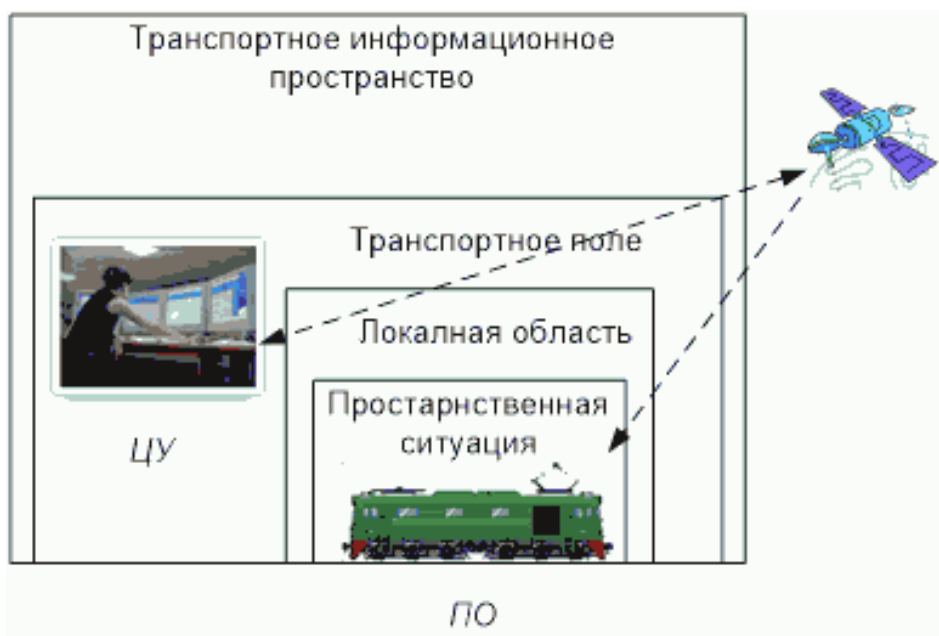 Транспортное информационное
пространство
Транспортное поле
Локалная область
Простарнственная
ситуация
ЦУ
ПО